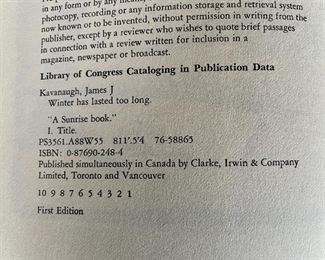 in any form or by any means
photocopy, recording or any information storage and retrieval system
now known or to be invented, without permission in writing from the
publisher, except by a reviewer who wishes to quote brief passages
in connection with a review written for inclusion in a
magazine, newspaper or broadcast.
Library of Congress Cataloging in Publication Data
Kavanaugh, James J
Winter has lasted too long.
"A Sunrise book."
I. Title.
PS3561.A88W55 811'.5'4 76-58865
ISBN: 0-87690-248-4
Published simultaneously in Canada by Clarke, Irwin & Company
Limited, Toronto and Vancouver
10 9 8 7 6 5 4 3 2 1
First Edition